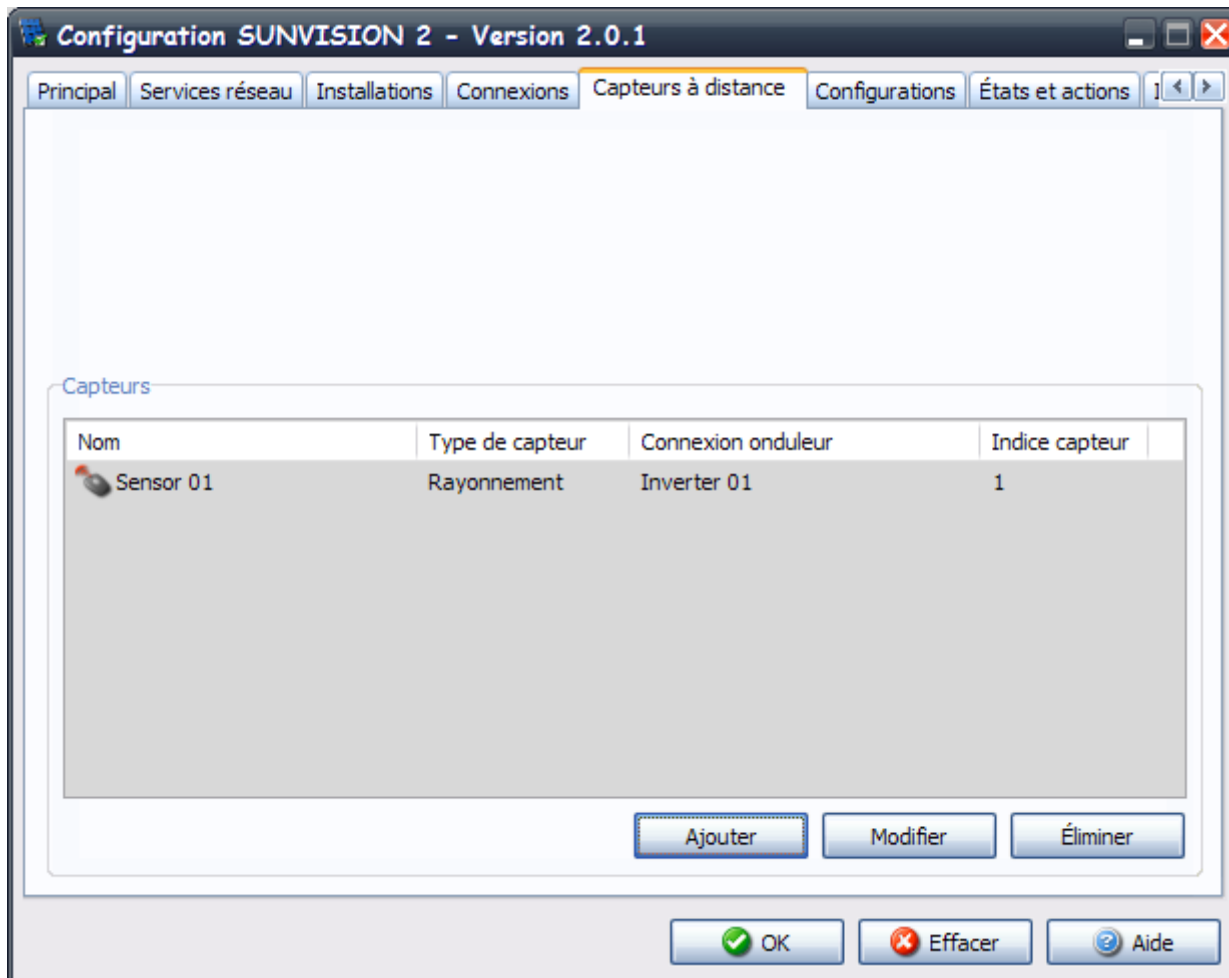 Configuration SUNVISION 2 - Version 2.0.1
Principal Services réseau Installations Connexions Capteurs à distance Configurations États et actions
Capteurs
Nom Type de capteur Connexion onduleur Indice capteur
Sensor 01 Rayonnement Inverter 01 1
Ajouter Modifier Éliminer
OK Effacer Aide